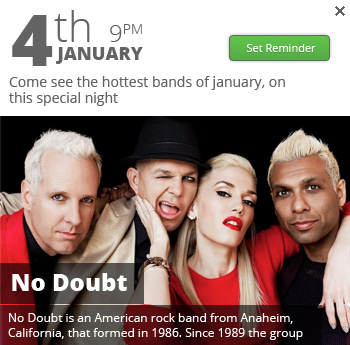 4th 9PM
JANUARY
Set Reminder
Come see the hottest bands of january, on
this special night
No Doubt
No Doubt is an American rock band from Anaheim,
California, that formed in 1986. Since 1989 the group